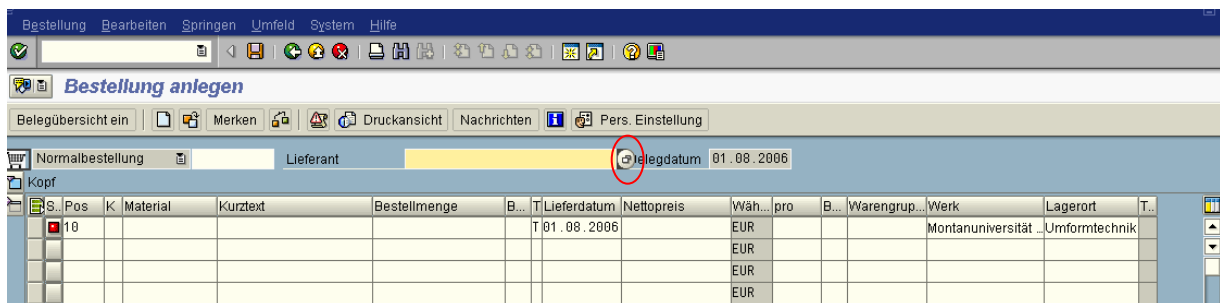 Bestellung Bearbeiten Springen Umfeld System Hilfe
Bestellung anlegen
Belegübersicht ein Merken Druckansicht Nachrichten Pers. Einstellung
Normalbestellung Lieferant Belegdatum 01.08.2006
Kopf
S.. Pos K Material Kurztext Bestellmenge B... T Lieferdatum Nettopreis Wäh... pro B... Warengrup... Werk Lagerort T..
10 T 01.08.2006 EUR Montanuniversität ... Umformtechnik
EUR
EUR
EUR